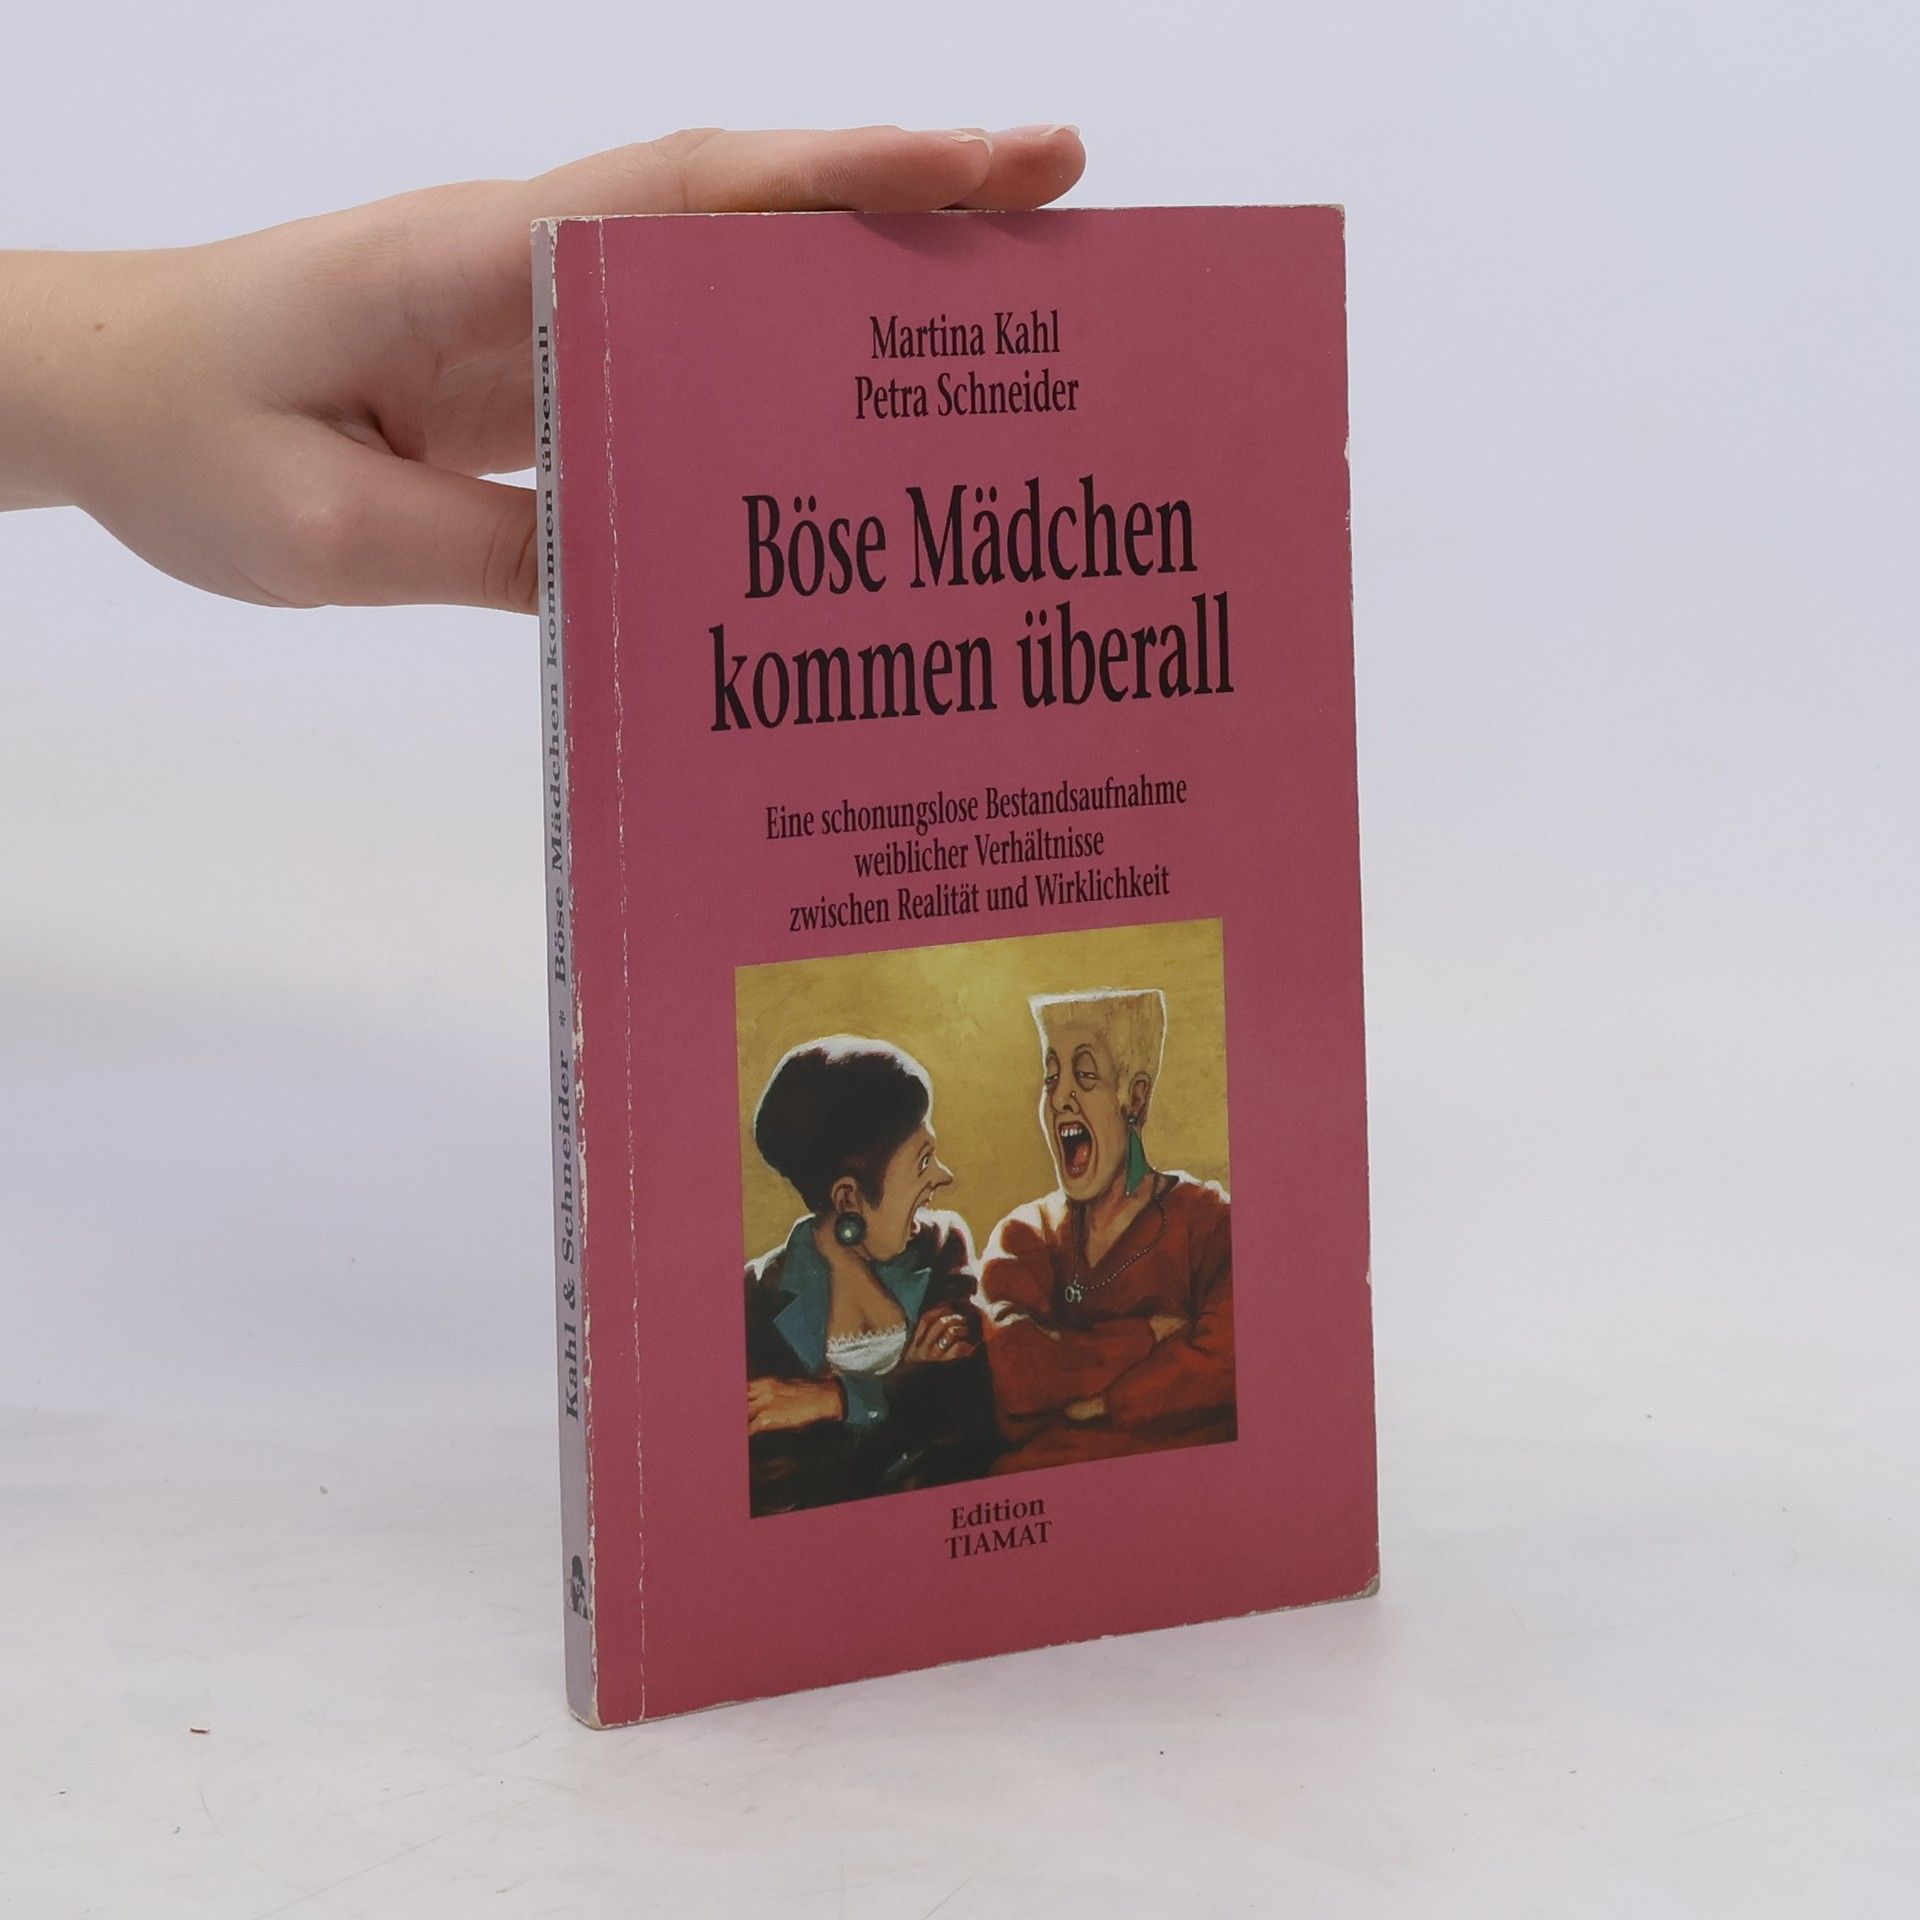 Martina Kahl
Petra Schneider
Böse Mädchen
kommen überall
Eine schonungslose Bestandsaufnahme
weiblicher Verhältnisse
zwischen Realität und Wirklichkeit
Edition
TIAMAT
Kahl & Schneider * Böse Mädchen kommen überall